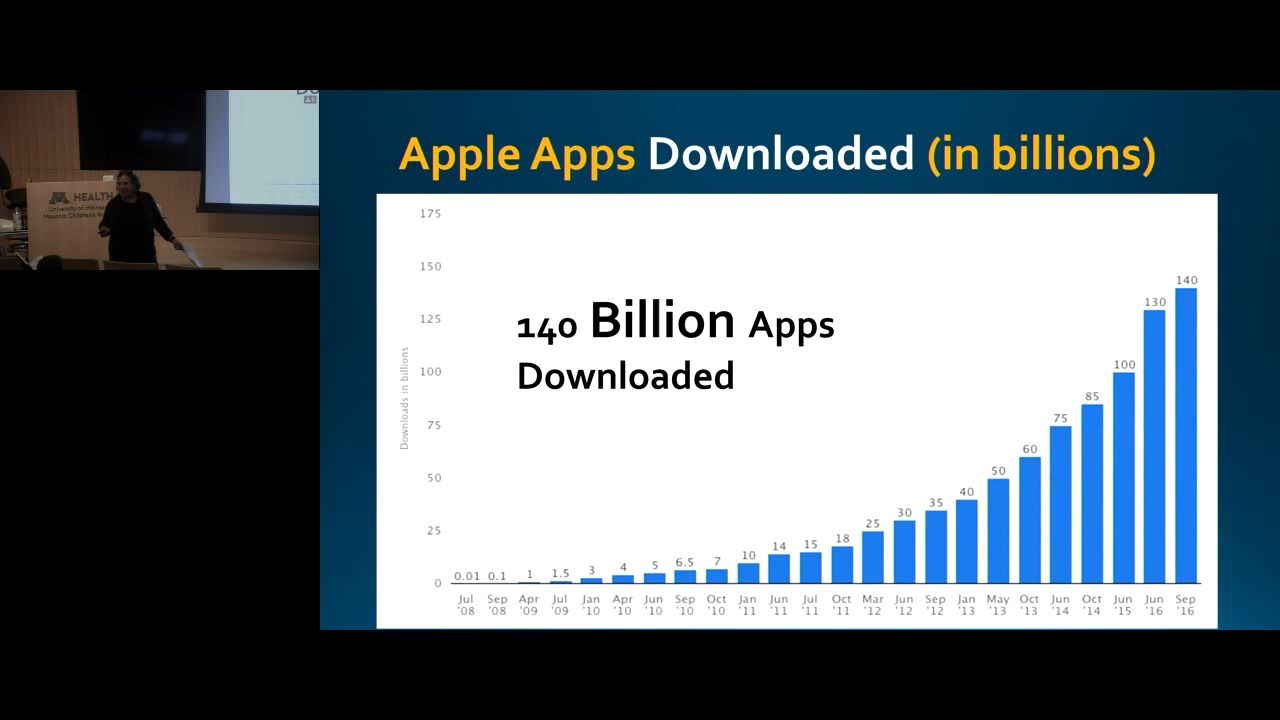 Apple Apps Downloaded (in billions)
HEALTH
University of Minnes
Masonic Children's H
175
150
125
100
75
50
25
0
Downloads in billions
140 Billion Apps
Downloaded
0.01 0.1 1 1.5 3 4 5 6.5 7 10 14 15 18 25 30 35 40 50 60 75 85 100 130 140
Jul Sep Apr Jul Jan Apr Jun Sep Oct Jan Jun Jul Oct Mar Jun Sep Jan May Oct Jun Oct Jun Jun Sep
'08 '08 '09 '09 '10 '10 '10 '10 '10 '11 '11 '11 '11 '12 '12 '12 '13 '13 '13 '14 '14 '15 '16 '16